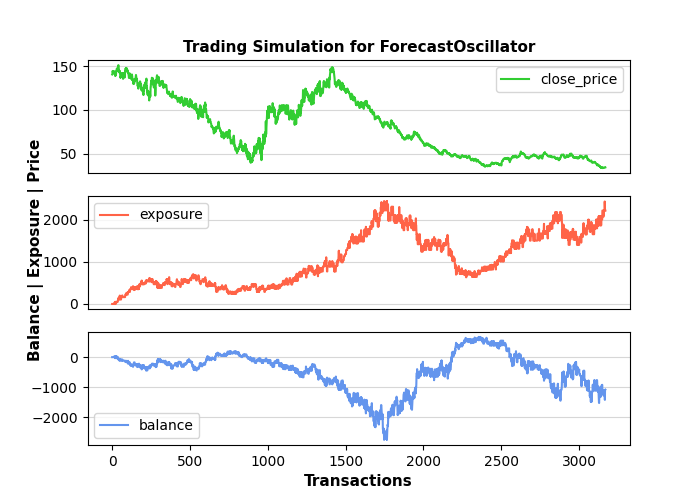 Trading Simulation for ForecastOscillator
150
100
50
close_price
2000
1000
0
exposure
0
−1000
−2000
balance
0
500
1000
1500
2000
2500
3000
Transactions
Balance | Exposure | Price